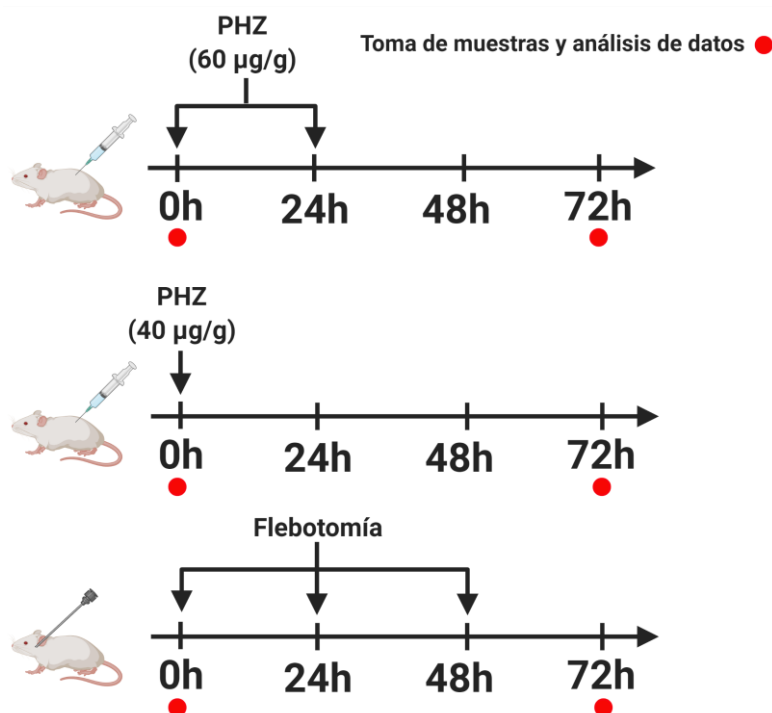 PHZ
(60 µg/g)
Toma de muestras y análisis de datos
0h 24h 48h 72h
PHZ
(40 µg/g)
0h 24h 48h 72h
Flebotomía
0h 24h 48h 72h